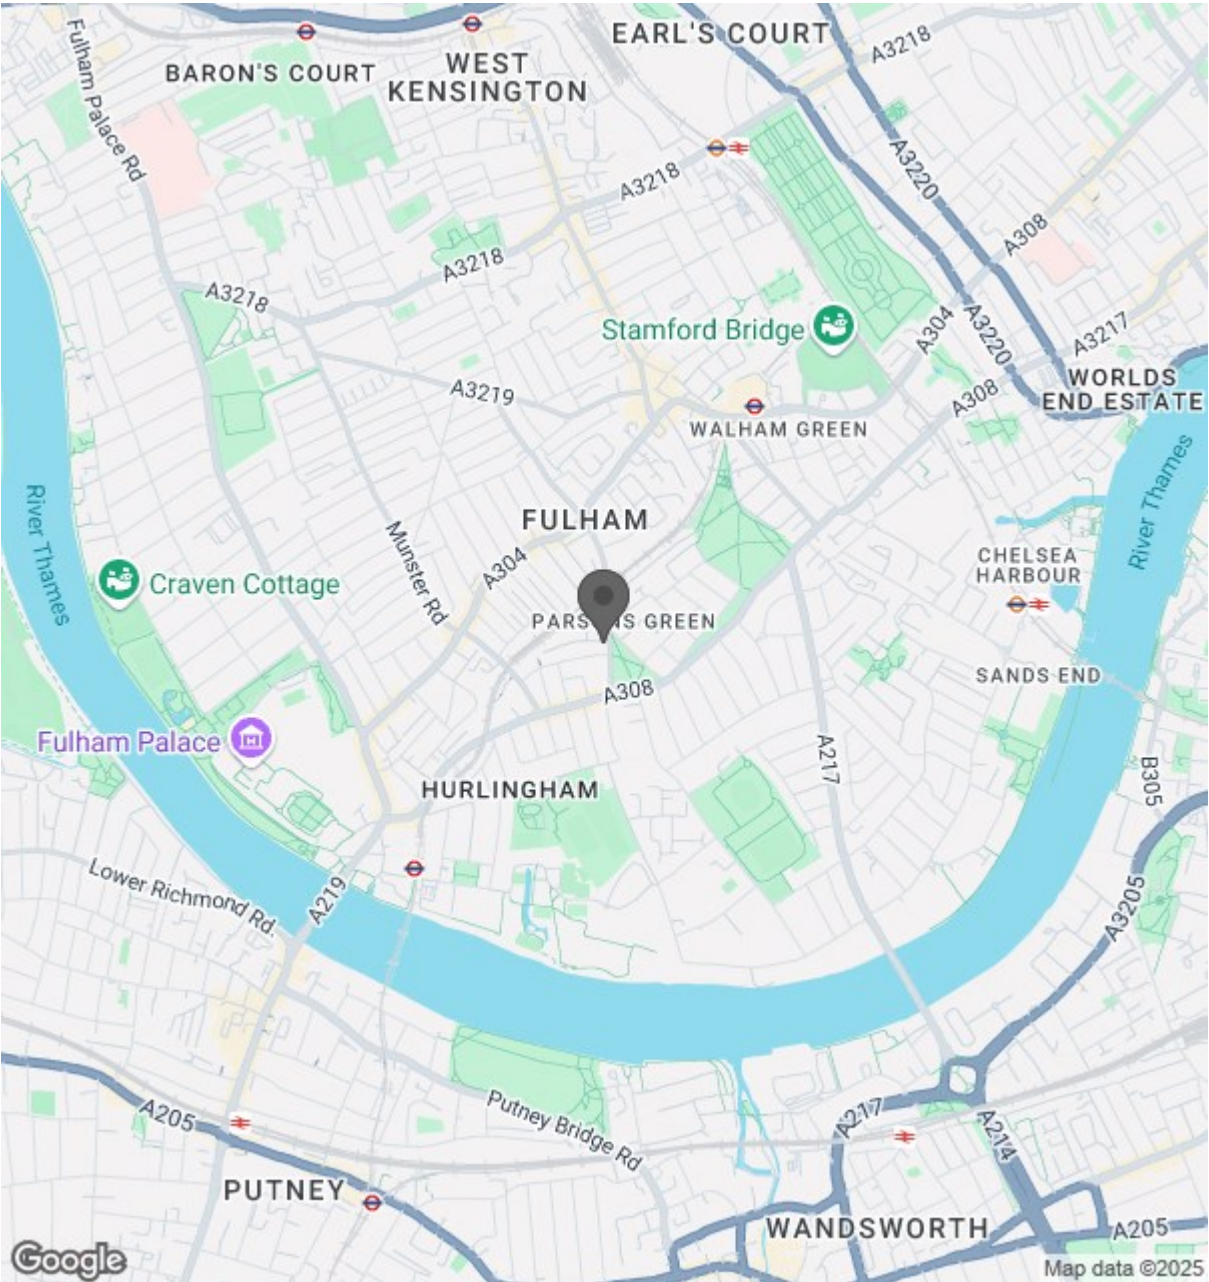 Fulham Palace Rd
BARON'S COURT
WEST
KENSINGTON
EARL'S COURT
A3218
A3218
A3220
A308
A3218
A3218
Stamford Bridge
A304
A3220
A3217
A3219
WORLDS
END ESTATE
A308
WALHAM GREEN
River Thames
River Thames
FULHAM
Munster Rd
A304
CHELSEA
HARBOUR
Craven Cottage
PARSONS GREEN
SANDS END
A308
Fulham Palace
A217
B305
HURLINGHAM
Lower Richmond Rd.
A219
A3205
Putney Bridge Rd
A205
A217
A214
PUTNEY
WANDSWORTH
A205
Google
Map data ©2025